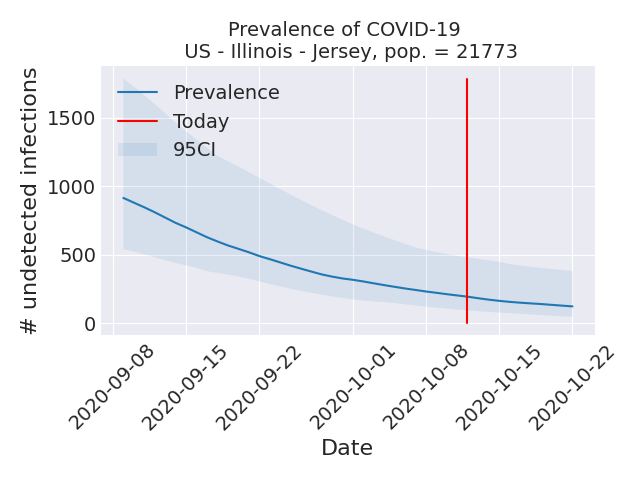 Prevalence of COVID-19
US - Illinois - Jersey, pop. = 21773
# undetected infections
1500
1000
500
0
Prevalence
Today
95CI
2020-09-08
2020-09-15
2020-09-22
2020-10-01
2020-10-08
2020-10-15
2020-10-22
Date